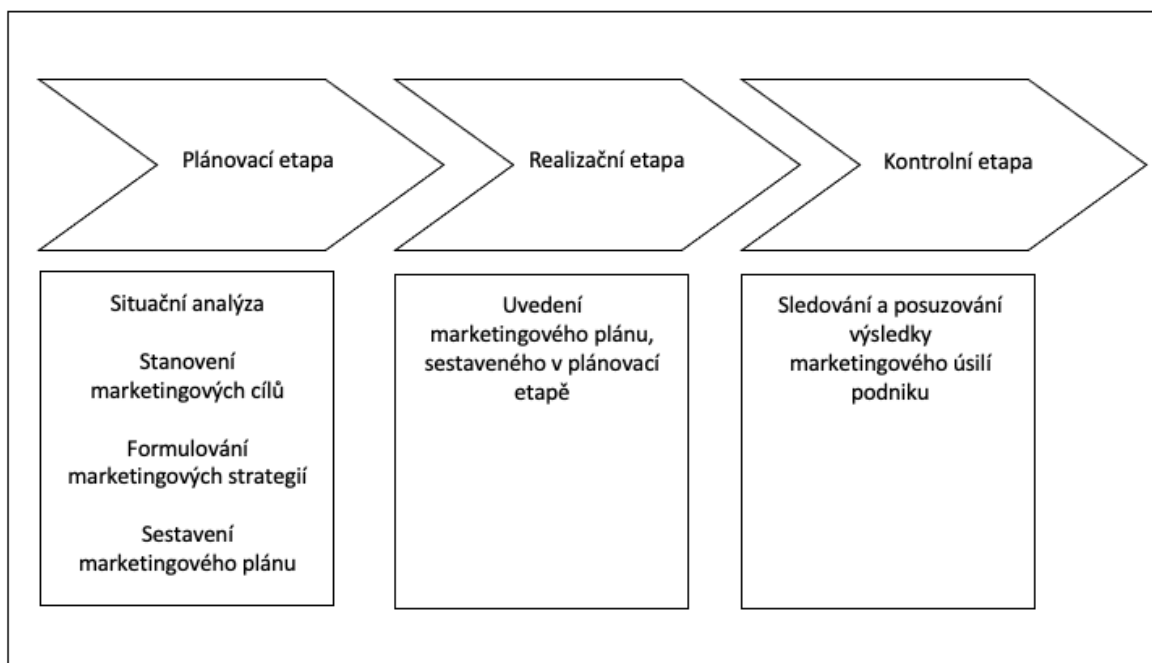 Plánovací etapa
Realizační etapa
Kontrolní etapa
Situační analýza
Stanovení
marketingových cílů
Formulování
marketingových strategií
Sestavení
marketingového plánu
Uvedení
marketingového plánu,
sestaveného v plánovací
etapě
Sledování a posuzování
výsledky
marketingového úsilí
podniku